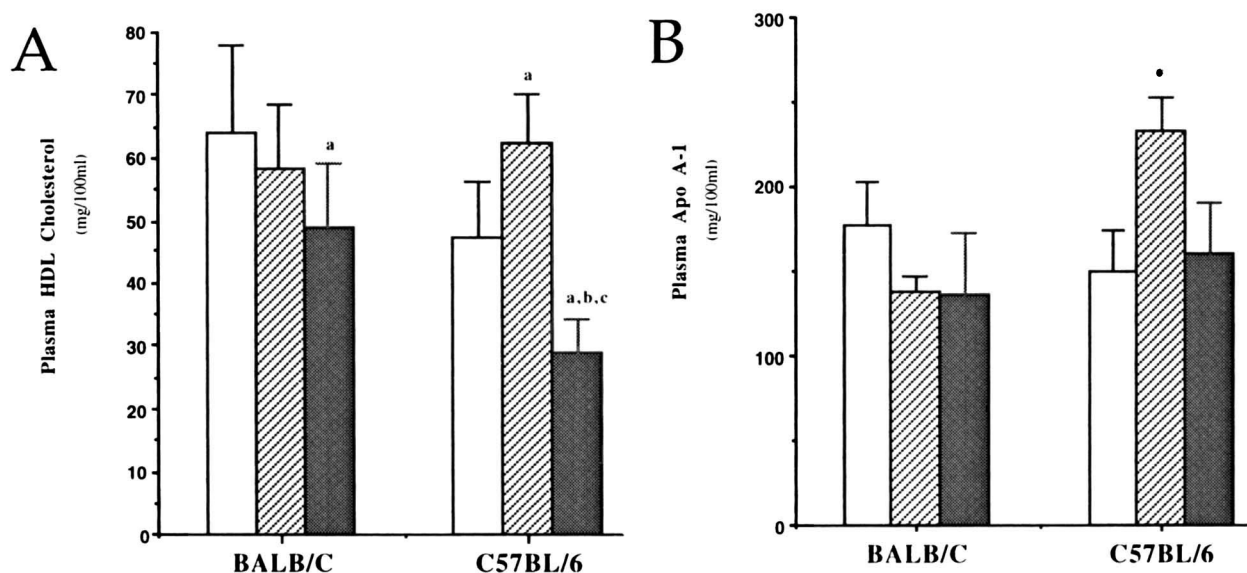 A
Plasma HDL Cholesterol
(mg/100ml)
80
70
60
50
40
30
20
10
0
a
a
a,b,c
BALB/C
C57BL/6
B
Plasma Apo A-1
(mg/100ml)
300
200
100
0
BALB/C
C57BL/6